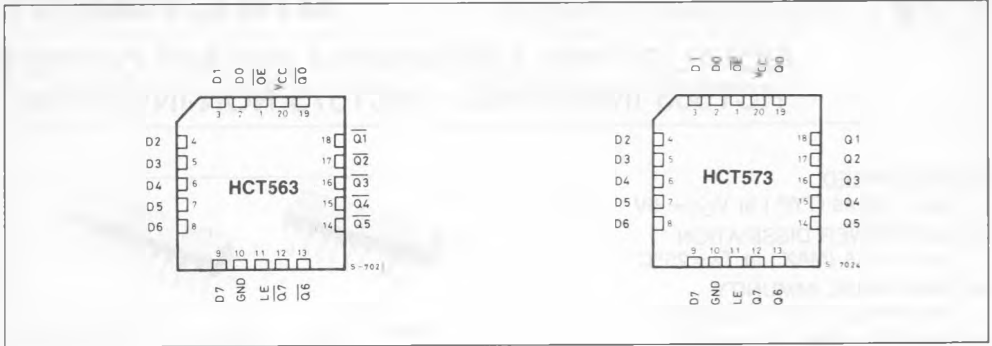 D1 D0 OE VCC Q0
3 2 1 20 19
D2 4
D3 5
D4 6
D5 7
D6 8
HCT563
18 Q1
17 Q2
16 Q3
15 Q4
14 Q5
9 10 11 12 13
D7 GND LE Q7 Q6
D1 D0 OE VCC Q0
3 2 1 20 19
D2 4
D3 5
D4 6
D5 7
D6 8
HCT573
18 Q1
17 Q2
16 Q3
15 Q4
14 Q5
9 10 11 12 13
S-7024
D7 GND LE Q7 Q6